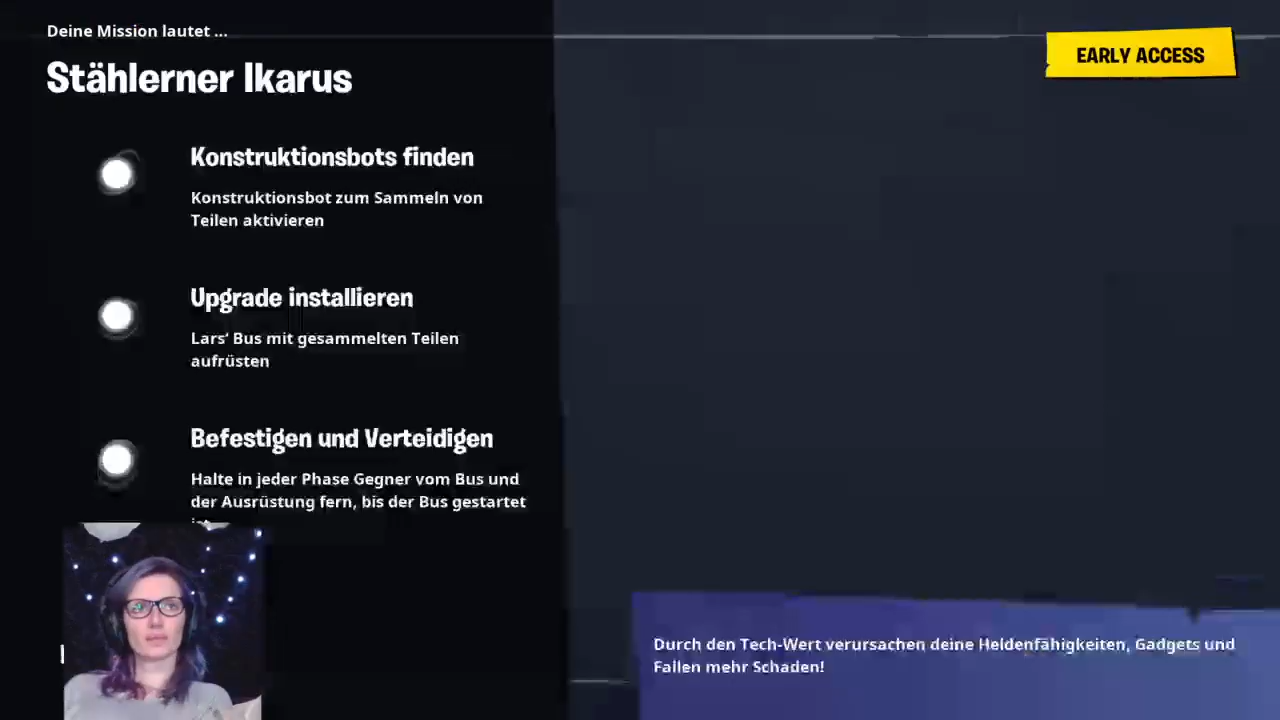 Deine Mission lautet ...
EARLY ACCESS
Stählerner Ikarus
Konstruktionsbots finden
Konstruktionsbot zum Sammeln von
Teilen aktivieren
Upgrade installieren
Lars‘ Bus mit gesammelten Teilen
aufrüsten
Befestigen und Verteidigen
Halte in jeder Phase Gegner vom Bus und
der Ausrüstung fern, bis der Bus gestartet
Durch den Tech-Wert verursachen deine Heldenfähigkeiten, Gadgets und
Fallen mehr Schaden!